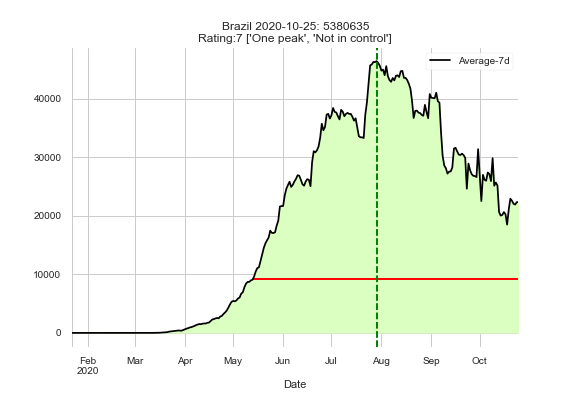 Brazil 2020-10-25: 5380635
Rating:7 ['One peak', 'Not in control']
Average-7d
40000
30000
20000
10000
0
Feb Mar Apr May Jun Jul Aug Sep Oct
2020
Date